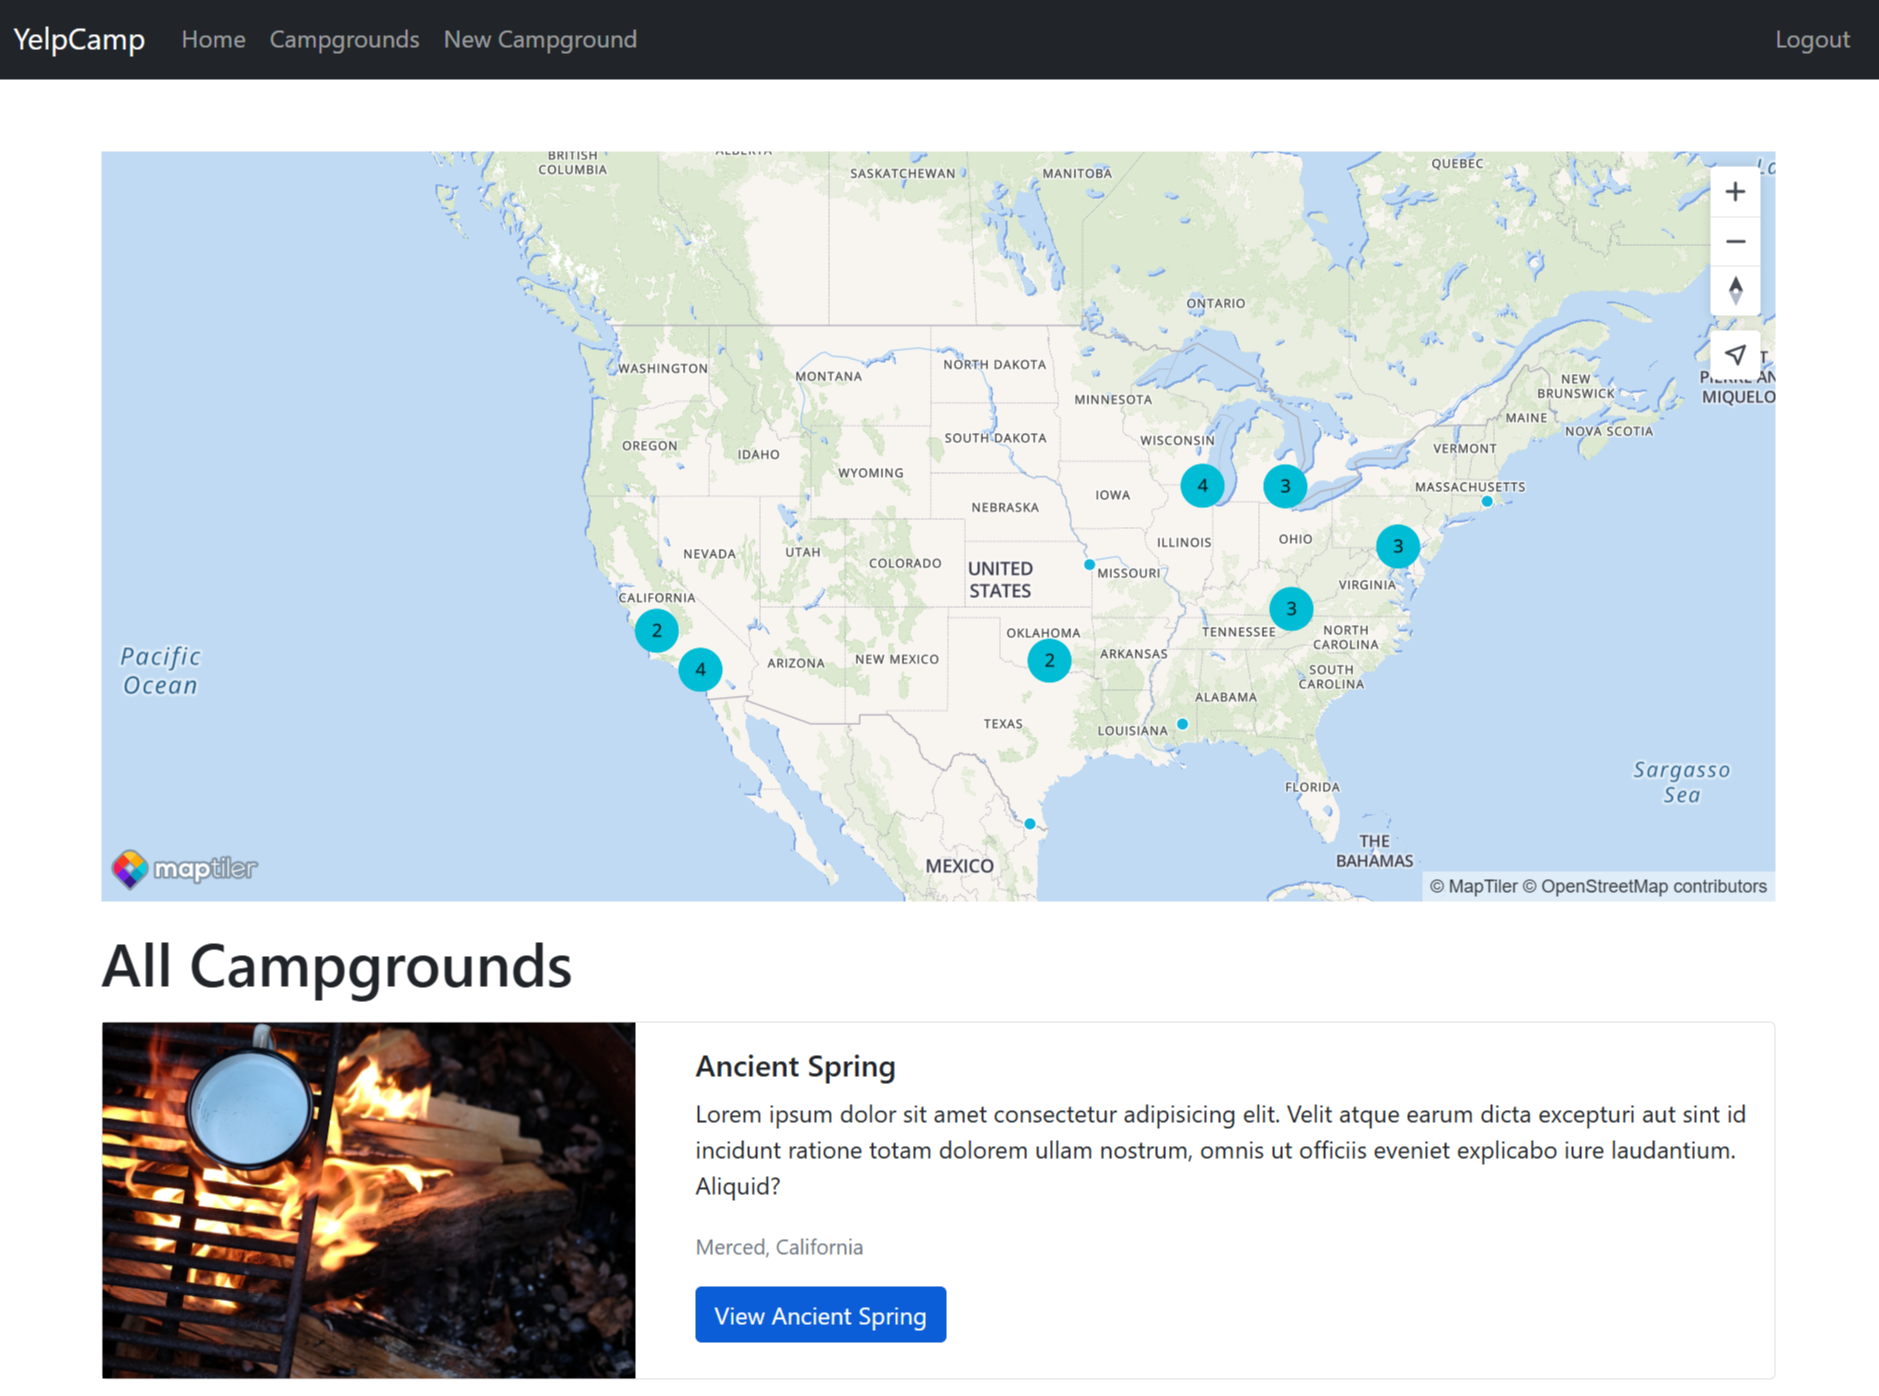 YelpCamp Home Campgrounds New Campground Logout
BRITISH
COLUMBIA
ALBERTA
SASKATCHEWAN
MANITOBA
QUEBEC
+
−
ONTARIO
WASHINGTON
MONTANA
NORTH DAKOTA
MINNESOTA
NEW
BRUNSWICK
MAINE
NOVA SCOTIA
MIQUELO
OREGON
IDAHO
SOUTH DAKOTA
WISCONSIN
VERMONT
WYOMING
IOWA
4
3
MASSACHUSETTS
NEBRASKA
NEVADA
UTAH
COLORADO
UNITED
STATES
MISSOURI
ILLINOIS
OHIO
3
VIRGINIA
CALIFORNIA
3
2
4
ARIZONA
NEW MEXICO
OKLAHOMA
2
ARKANSAS
TENNESSEE
NORTH
CAROLINA
SOUTH
CAROLINA
ALABAMA
Pacific
Ocean
TEXAS
LOUISIANA
FLORIDA
Sargasso
Sea
MEXICO
THE
BAHAMAS
maptiler
© MapTiler © OpenStreetMap contributors
All Campgrounds
Ancient Spring
Lorem ipsum dolor sit amet consectetur adipisicing elit. Velit atque earum dicta excepturi aut sint id
incidunt ratione totam dolorem ullam nostrum, omnis ut officiis eveniet explicabo iure laudantium.
Aliquid?
Merced, California
View Ancient Spring